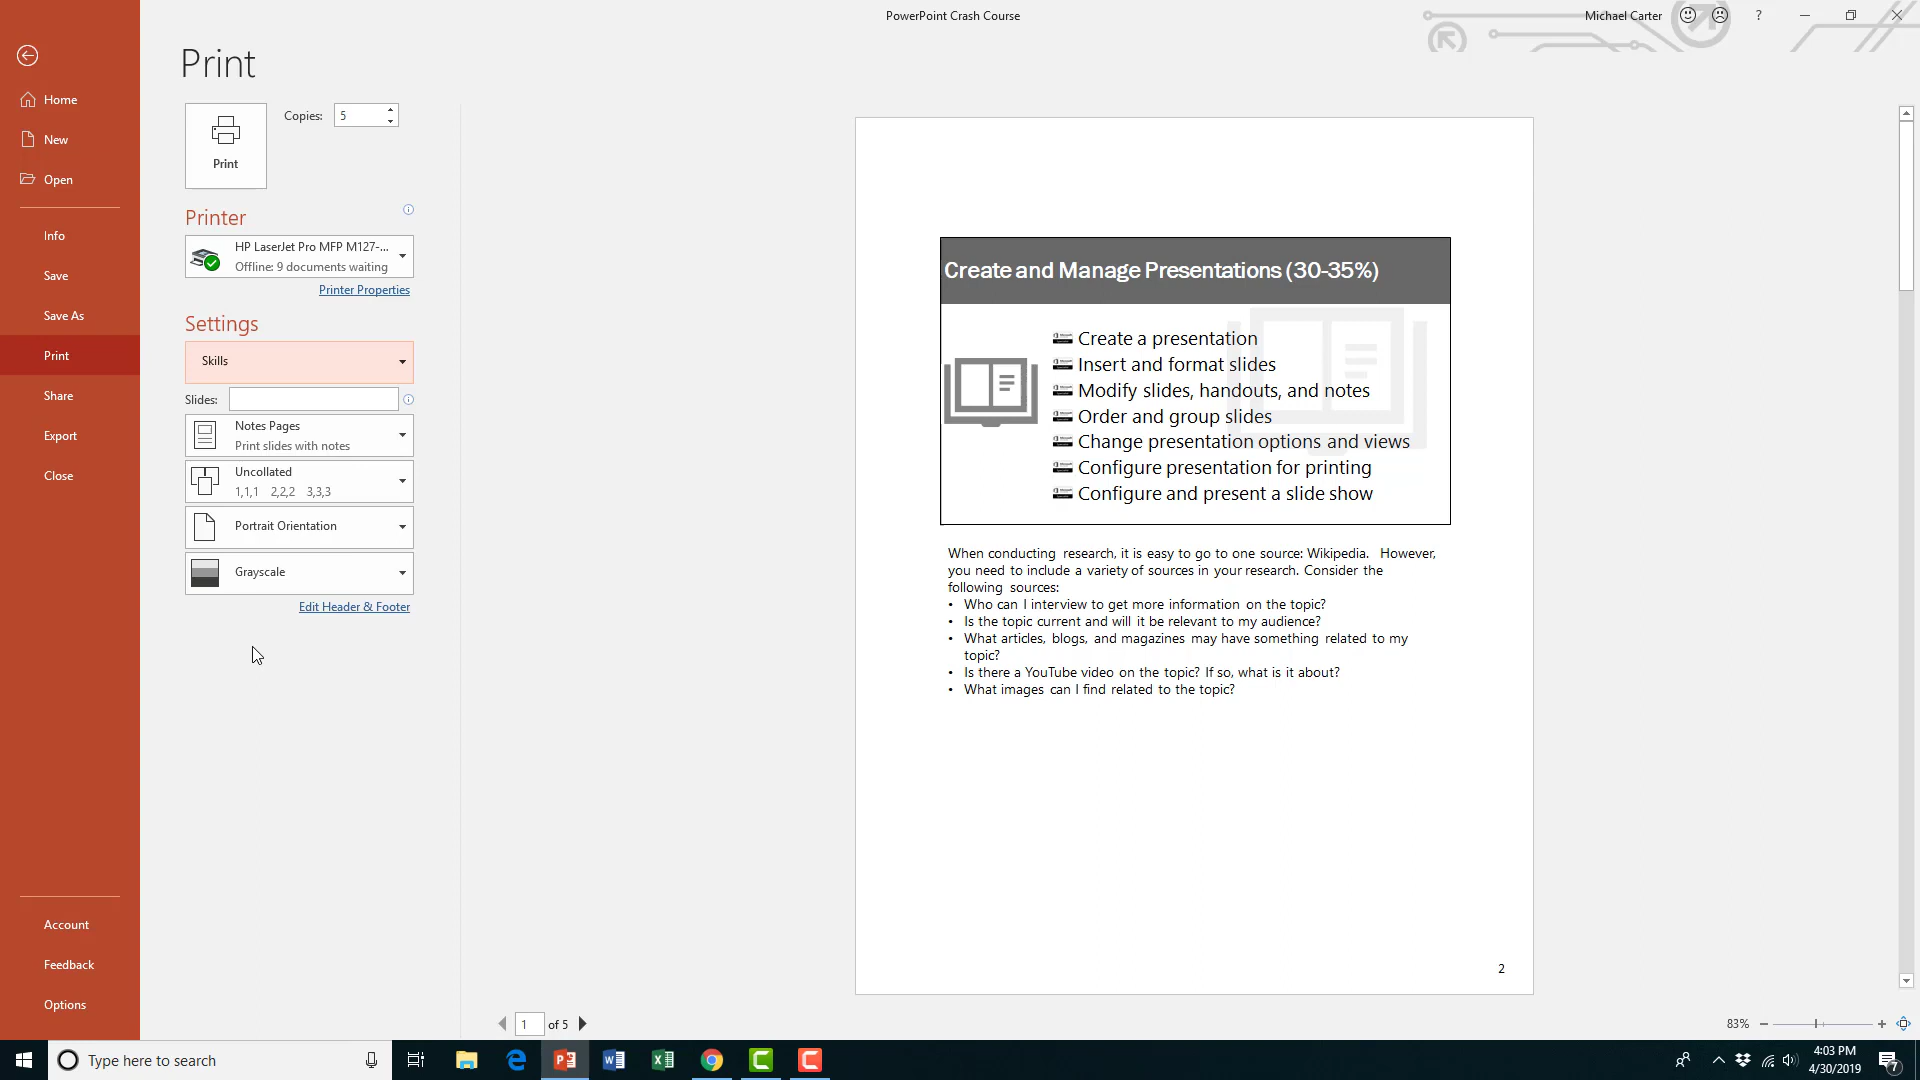 PowerPoint Crash Course
Michael Carter
?
Print
Home
New
Open
Info
Save
Save As
Print
Share
Export
Close
Account
Feedback
Options
Print
Copies: 5
Printer
HP LaserJet Pro MFP M127-...
Offline: 9 documents waiting
Printer Properties
Settings
Skills
Slides:
Notes Pages
Print slides with notes
Uncollated
1,1,1 2,2,2 3,3,3
Portrait Orientation
Grayscale
Edit Header & Footer
Create and Manage Presentations (30-35%)
Create a presentation
Insert and format slides
Modify slides, handouts, and notes
Order and group slides
Change presentation options and views
Configure presentation for printing
Configure and present a slide show
When conducting research, it is easy to go to one source: Wikipedia. However,
you need to include a variety of sources in your research. Consider the
following sources:
• Who can I interview to get more information on the topic?
• Is the topic current and will it be relevant to my audience?
• What articles, blogs, and magazines may have something related to my
topic?
• Is there a YouTube video on the topic? If so, what is it about?
• What images can I find related to the topic?
2
1 of 5
83%
Type here to search
4:03 PM
4/30/2019
7